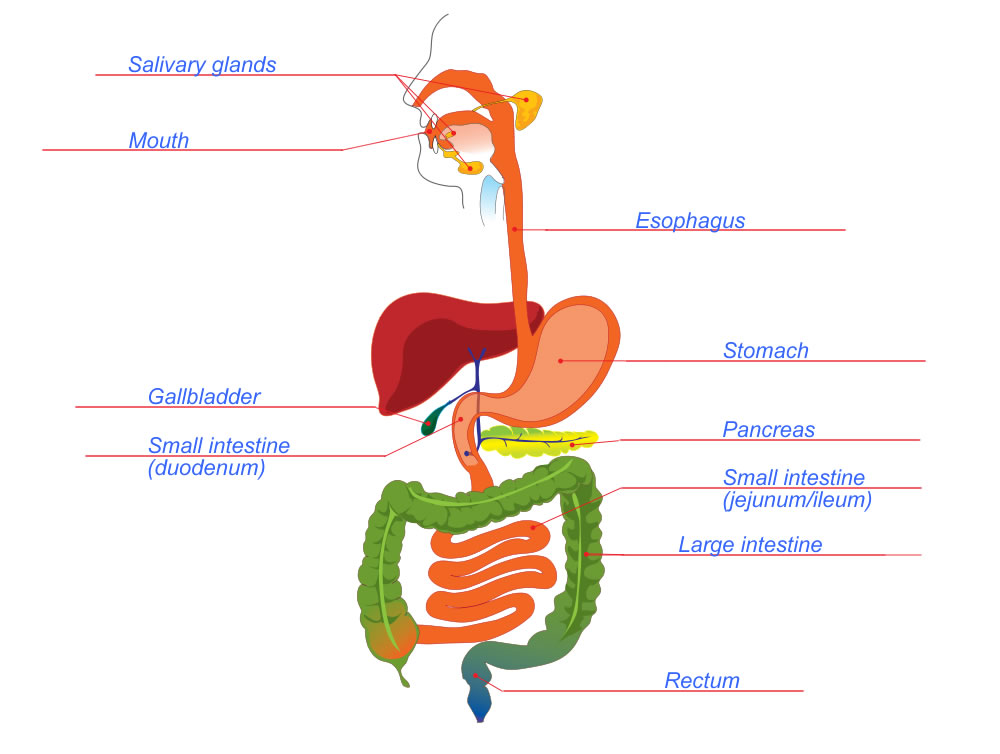 Salivary glands
Mouth
Esophagus
Stomach
Gallbladder
Pancreas
Small intestine
(duodenum)
Small intestine
(jejunum/ileum)
Large intestine
Rectum